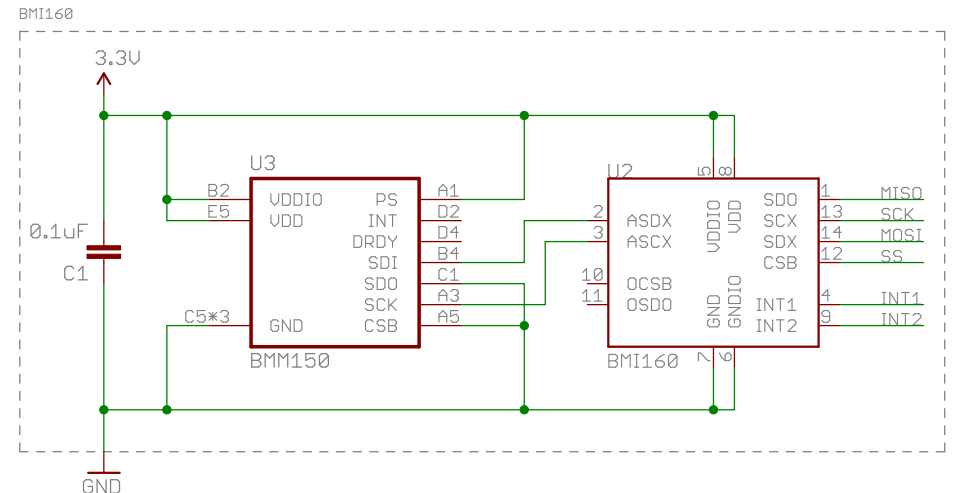 BMI160
3.3V
0.1uF
C1
GND
U3
B2 VDDIO PS A1
E5 VDD INT D2
DRDY D4
SDI B4
SDO C1
SCK A3
C5*3 GND CSB A5
BMM150
U2
5 8
VDDIO VDD
2 ASDX SDO 1 MISO
3 ASCX SCX 13 SCK
SDX 14 MOSI
10 OCSB CSB 12 SS
11 OSDO INT1 4 INT1
INT2 9 INT2
GND GNDIO
7 6
BMI160